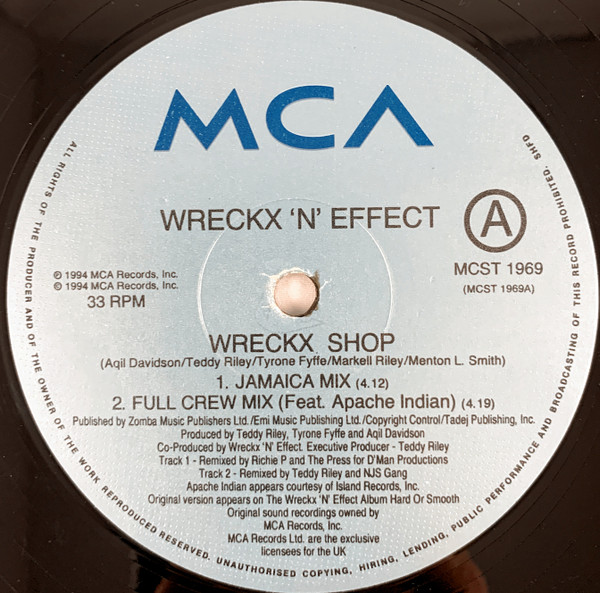 MCA
WRECKX 'N' EFFECT
A
MCST 1969
(MCST 1969A)
℗ 1994 MCA Records, Inc.
© 1994 MCA Records, Inc.
33 RPM
WRECKX SHOP
(Aqil Davidson/Teddy Riley/Tyrone Fyffe/Markell Riley/Menton L. Smith)
1. JAMAICA MIX (4.12)
2. FULL CREW MIX (Feat. Apache Indian) (4.19)
Published by Zomba Music Publishers Ltd./Emi Music Publishing Ltd./Copyright Control/Tadej Publishing, Inc.
Produced by Teddy Riley, Tyrone Fyffe and Aqil Davidson
Co-Produced by Wreckx 'N' Effect. Executive Producer - Teddy Riley
Track 1 - Remixed by Richie P and The Press for D'Man Productions
Track 2 - Remixed by Teddy Riley and NJS Gang
Apache Indian appears courtesy of Island Records, Inc.
Original version appears on The Wreckx 'N' Effect Album Hard Or Smooth
Original sound recordings owned by
MCA Records, Inc.
MCA Records Ltd. are the exclusive
licensees for the UK
ALL RIGHTS OF THE PRODUCER AND OF THE OWNER OF THE WORK REPRODUCED RESERVED. UNAUTHORISED COPYING, HIRING, LENDING, PUBLIC PERFORMANCE AND BROADCASTING OF THIS RECORD PROHIBITED. SHFD